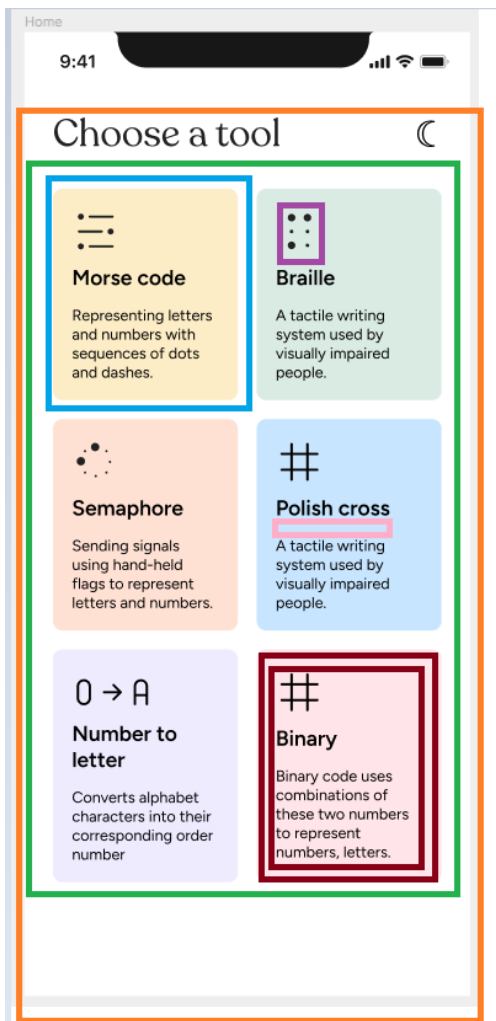 Home
9:41
Choose a tool
Morse code
Representing letters
and numbers with
sequences of dots
and dashes.
Braille
A tactile writing
system used by
visually impaired
people.
Semaphore
Sending signals
using hand-held
flags to represent
letters and numbers.
Polish cross
A tactile writing
system used by
visually impaired
people.
0 → A
Number to
letter
Converts alphabet
characters into their
corresponding order
number
Binary
Binary code uses
combinations of
these two numbers
to represent
numbers, letters.